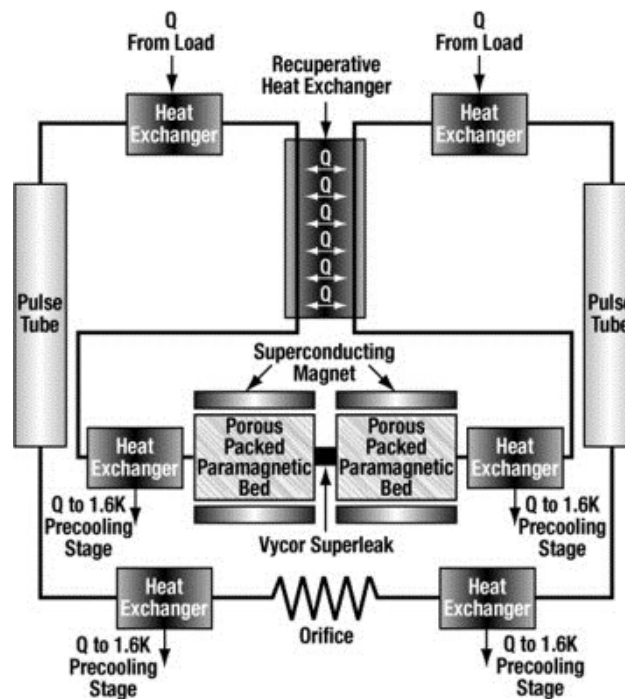 Q
From Load
Q
From Load
Recuperative
Heat Exchanger
Heat
Exchanger
Heat
Exchanger
Q
Q
Q
Q
Q
Q
Pulse
Tube
Pulse
Tube
Superconducting
Magnet
Porous
Packed
Paramagnetic
Bed
Porous
Packed
Paramagnetic
Bed
Heat
Exchanger
Heat
Exchanger
Q to 1.6K
Precooling
Stage
Q to 1.6K
Precooling
Stage
Vycor Superleak
Heat
Exchanger
Heat
Exchanger
Orifice
Q to 1.6K
Precooling
Stage
Q to 1.6K
Precooling
Stage